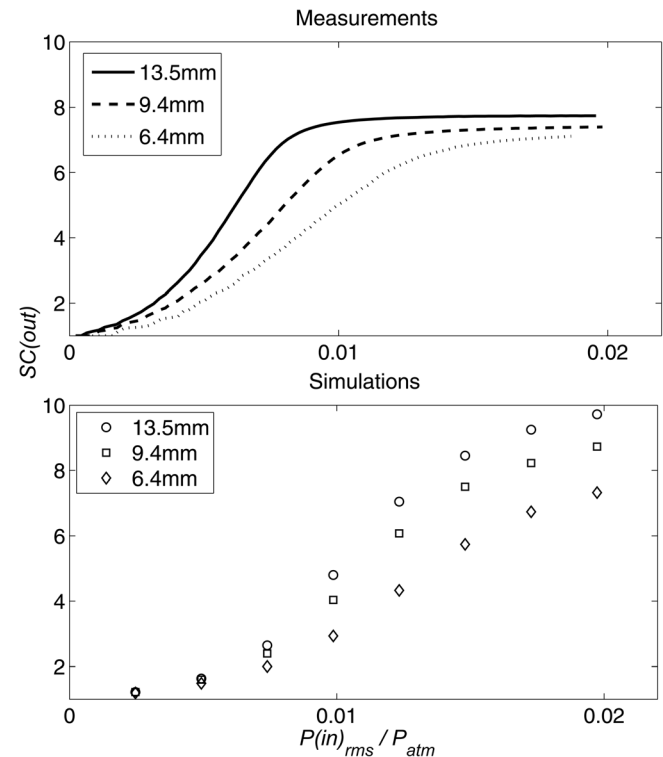 Measurements
10
8
6
4
2
13.5mm
9.4mm
6.4mm
0 0.01 0.02
SC(out)
Simulations
10
8
6
4
2
13.5mm
9.4mm
6.4mm
0 0.01 0.02
P(in)rms / Patm